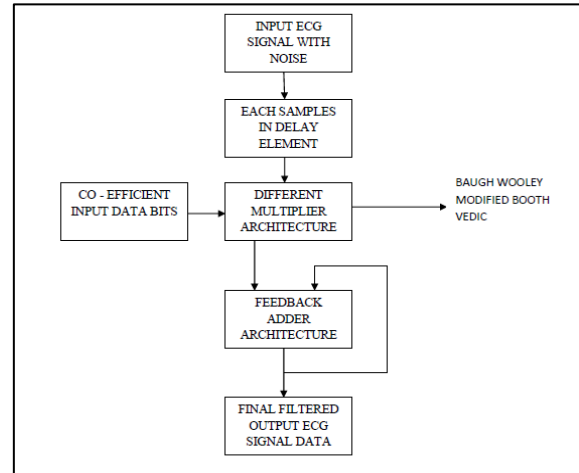 INPUT ECG
SIGNAL WITH
NOISE
EACH SAMPLES
IN DELAY
ELEMENT
CO - EFFICIENT
INPUT DATA BITS
DIFFERENT
MULTIPLIER
ARCHITECTURE
BAUGH WOOLEY
MODIFIED BOOTH
VEDIC
FEEDBACK
ADDER
ARCHITECTURE
FINAL FILTERED
OUTPUT ECG
SIGNAL DATA